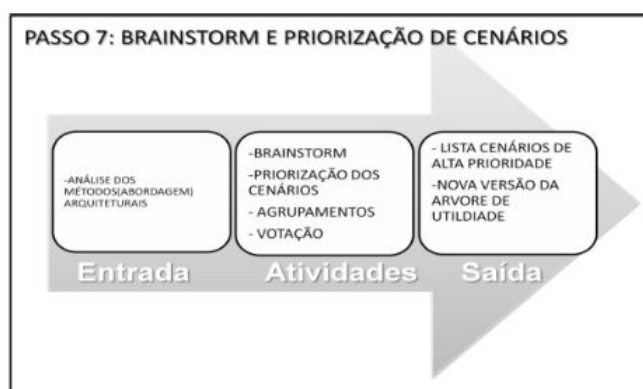 PASSO 7: BRAINSTORM E PRIORIZAÇÃO DE CENÁRIOS
-ANÁLISE DOS
MÉTODOS(ABORDAGEM)
ARQUITETURAIS
Entrada
-BRAINSTORM
-PRIORIZAÇÃO DOS
CENÁRIOS
- AGRUPAMENTOS
- VOTAÇÃO
Atividades
- LISTA CENÁRIOS DE
ALTA PRIORIDADE
-NOVA VERSÃO DA
ARVORE DE
UTILDIADE
Saída